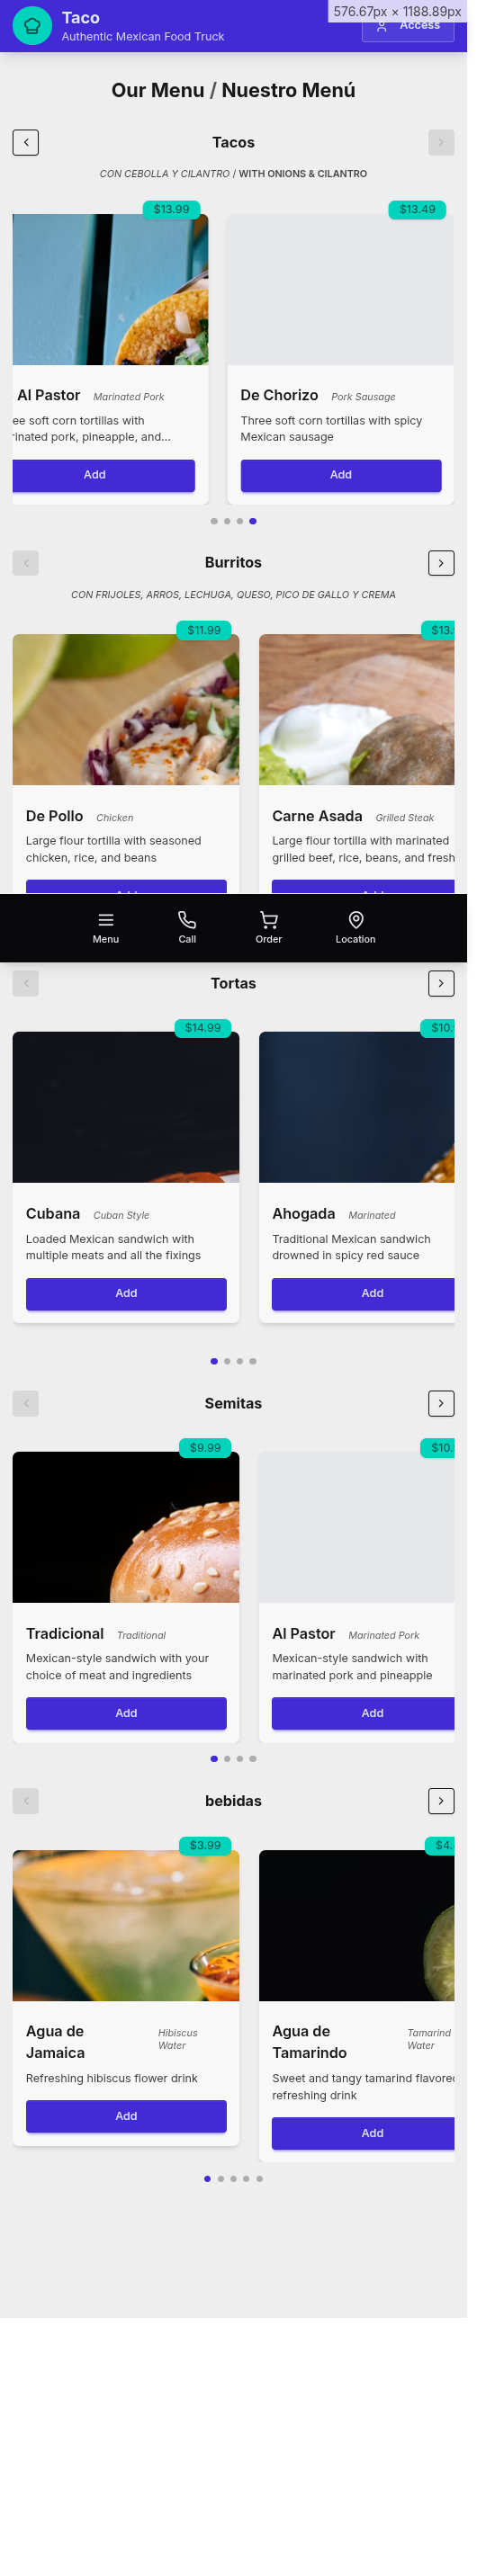 Taco
Authentic Mexican Food Truck
576.67px × 1188.89px
Access
Our Menu / Nuestro Menú
Tacos
CON CEBOLLA Y CILANTRO / WITH ONIONS & CILANTRO
$13.99
$13.49
Al Pastor Marinated Pork
ee soft corn tortillas with
rinated pork, pineapple, and...
Add
De Chorizo Pork Sausage
Three soft corn tortillas with spicy
Mexican sausage
Add
Burritos
CON FRIJOLES, ARROS, LECHUGA, QUESO, PICO DE GALLO Y CREMA
$11.99
$13.9
De Pollo Chicken
Large flour tortilla with seasoned
chicken, rice, and beans
Carne Asada Grilled Steak
Large flour tortilla with marinated
grilled beef, rice, beans, and fresh
Menu
Call
Order
Location
Tortas
$14.99
$10.9
Cubana Cuban Style
Loaded Mexican sandwich with
multiple meats and all the fixings
Add
Ahogada Marinated
Traditional Mexican sandwich
drowned in spicy red sauce
Add
Semitas
$9.99
$10.9
Tradicional Traditional
Mexican-style sandwich with your
choice of meat and ingredients
Add
Al Pastor Marinated Pork
Mexican-style sandwich with
marinated pork and pineapple
Add
bebidas
$3.99
$4.
Agua de
Jamaica
Hibiscus
Water
Refreshing hibiscus flower drink
Add
Agua de
Tamarindo
Tamarind
Water
Sweet and tangy tamarind flavored
refreshing drink
Add